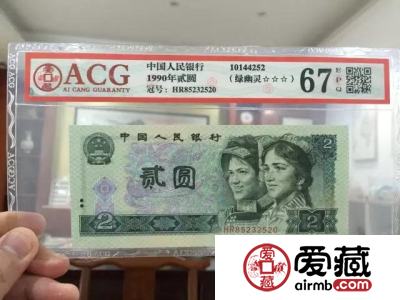 ACG
AI CANG GUARANTY
中国人民银行
1990年贰圆
冠号: HR85232520
10144252
(绿幽灵☆☆☆)
67 EPQ
中国人民银行
贰圆
2
2
2
HR85232520
爱藏
airmb.com